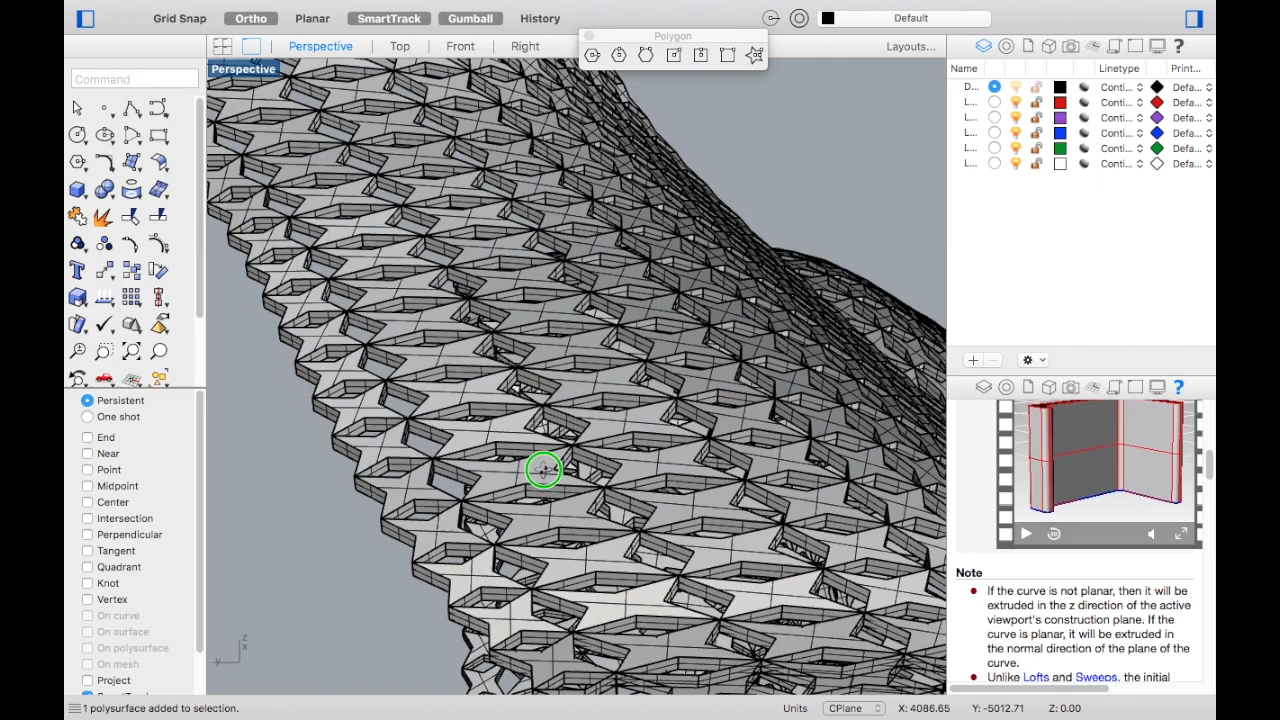 Grid Snap Ortho Planar SmartTrack Gumball History Default
Polygon
Perspective Top Front Right Layouts...
Perspective
Command
Name Linetype Print...
D... Conti... Defa...
L... Conti... Defa...
L... Conti... Defa...
L... Conti... Defa...
L... Conti... Defa...
L... Conti... Defa...
Persistent
One shot
End
Near
Point
Midpoint
Center
Intersection
Perpendicular
Tangent
Quadrant
Knot
Vertex
On curve
On surface
On polysurface
On mesh
Project
z
x
y
Note
If the curve is not planar, then it will be
extruded in the z direction of the active
viewport's construction plane. If the
curve is planar, it will be extruded in
the normal direction of the plane of the
curve.
Unlike Lofts and Sweeps, the initial
1 polysurface added to selection.
Units CPlane X: 4086.65 Y: -5012.71 Z: 0.00